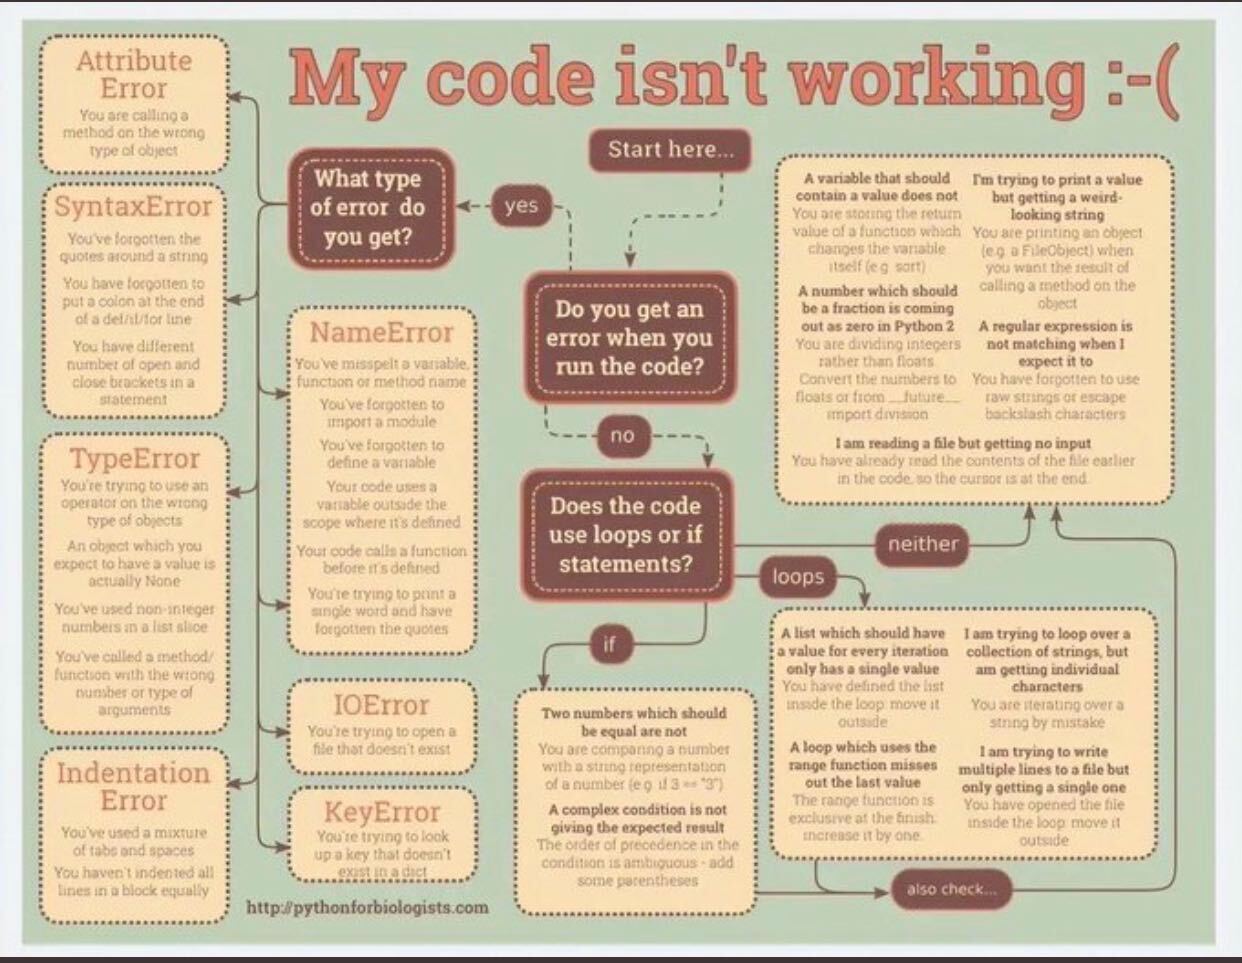 My code isn't working :-(
Start here...
Do you get an
error when you
run the code?
yes
What type
of error do
you get?
Attribute
Error
You are calling a
method on the wrong
type of object
SyntaxError
You've forgotten the
quotes around a string
You have forgotten to
put a colon at the end
of a def/if/for line
You have different
number of open and
close brackets in a
statement
TypeError
You're trying to use an
operator on the wrong
type of objects
An object which you
expect to have a value is
actually None
You've used non-integer
numbers in a list slice
You've called a method/
function with the wrong
number or type of
arguments
Indentation
Error
You've used a mixture
of tabs and spaces
You haven't indented all
lines in a block equally
NameError
You've misspelt a variable,
function or method name
You've forgotten to
import a module
You've forgotten to
define a variable
Your code uses a
variable outside the
scope where it's defined
Your code calls a function
before it's defined
You're trying to print a
single word and have
forgotten the quotes
IOError
You're trying to open a
file that doesn't exist
KeyError
You're trying to look
up a key that doesn't
exist in a dict
no
Does the code
use loops or if
statements?
neither
A variable that should
contain a value does not
You are storing the return
value of a function which
changes the variable
itself (e.g. sort)
A number which should
be a fraction is coming
out as zero in Python 2
You are dividing integers
rather than floats.
Convert the numbers to
floats or from __future__
import division
I'm trying to print a value
but getting a weird-
looking string
You are printing an object
(e.g. a FileObject) when
you want the result of
calling a method on the
object
A regular expression is
not matching when I
expect it to
You have forgotten to use
raw strings or escape
backslash characters
I am reading a file but getting no input
You have already read the contents of the file earlier
in the code, so the cursor is at the end.
loops
A list which should have
a value for every iteration
only has a single value
You have defined the list
inside the loop: move it
outside
A loop which uses the
range function misses
out the last value
The range function is
exclusive at the finish:
increase it by one.
I am trying to loop over a
collection of strings, but
am getting individual
characters
You are iterating over a
string by mistake
I am trying to write
multiple lines to a file but
only getting a single one
You have opened the file
inside the loop: move it
outside
if
Two numbers which should
be equal are not
You are comparing a number
with a string representation
of a number (e.g. if 3 == "3")
A complex condition is not
giving the expected result
The order of precedence in the
condition is ambiguous - add
some parentheses
also check...
http://pythonforbiologists.com